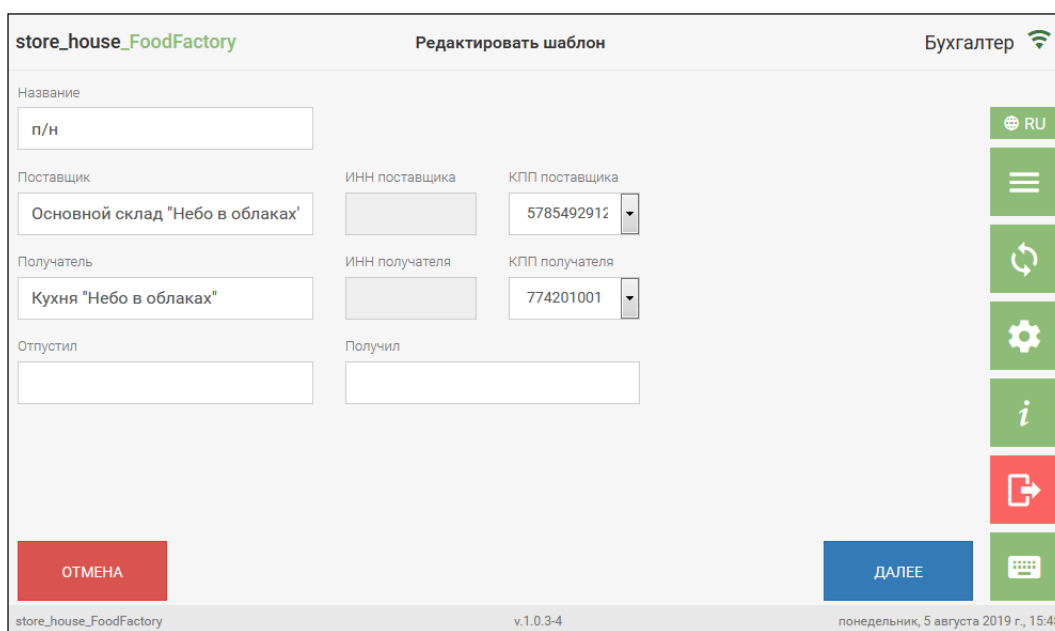 store_house_FoodFactory Редактировать шаблон Бухгалтер
Название
п/н
RU
Поставщик ИНН поставщика КПП поставщика
Основной склад "Небо в облаках" 5785492912
Получатель ИНН получателя КПП получателя
Кухня "Небо в облаках" 774201001
Отпустил Получил
i
ОТМЕНА ДАЛЕЕ
store_house_FoodFactory v.1.0.3-4 понедельник, 5 августа 2019 г., 15:48